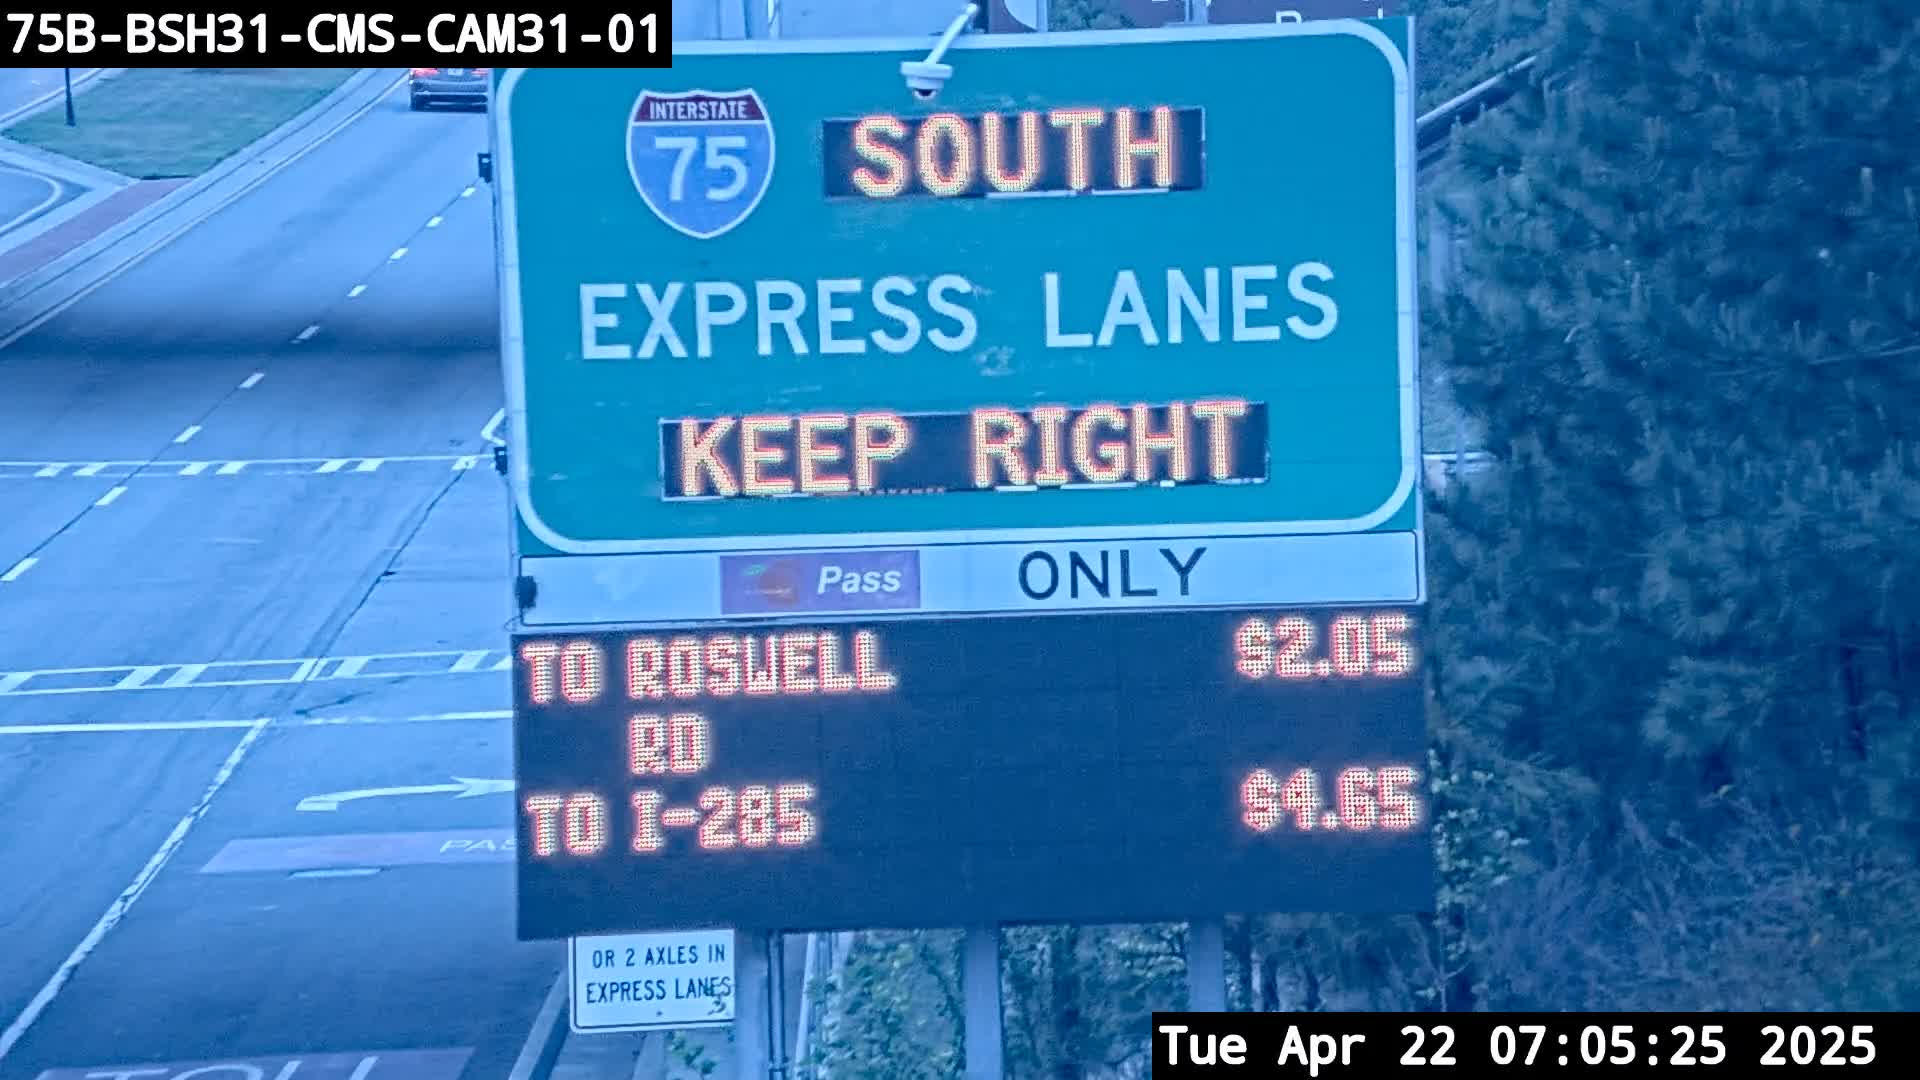 75B-BSH31-CMS-CAM31-01
INTERSTATE
75
SOUTH
EXPRESS LANES
KEEP RIGHT
Pass ONLY
TO ROSWELL $2.05
RD
TO I-285 $4.65
OR 2 AXLES IN
EXPRESS LANES
TOLL
Tue Apr 22 07:05:25 2025